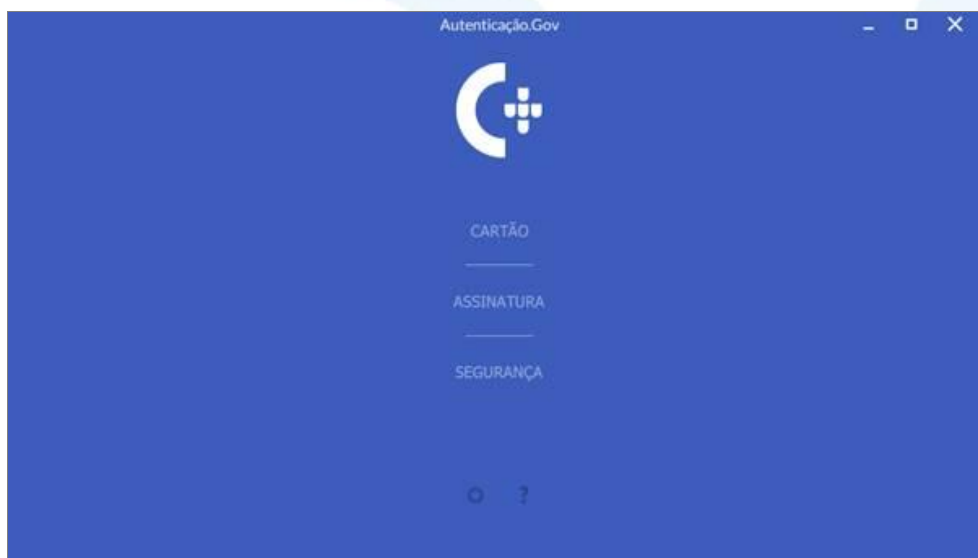 Autenticação.Gov
CARTÃO
ASSINATURA
SEGURANÇA
?